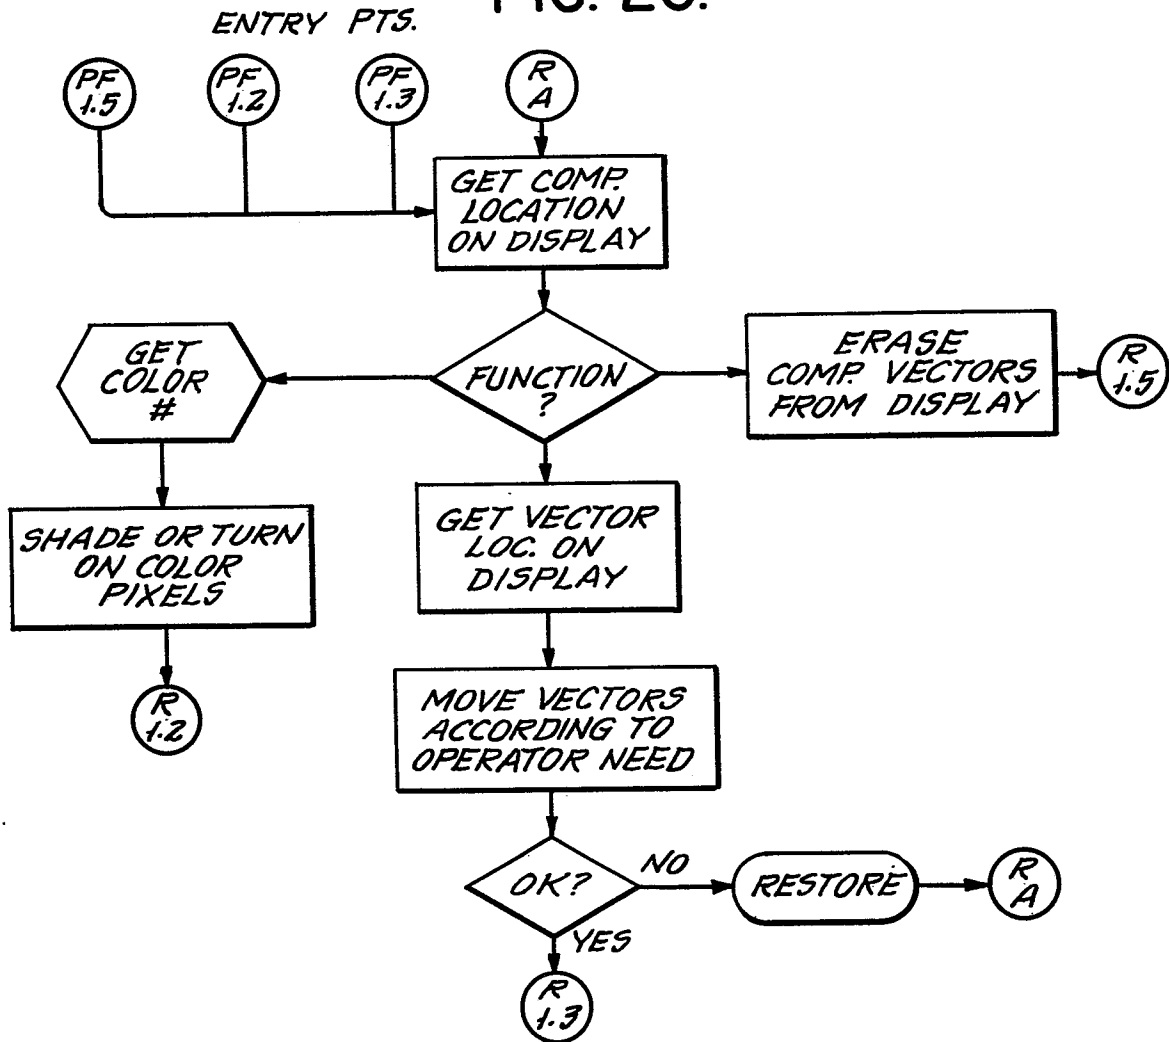 FIG. 20.
ENTRY PTS.
PF
1.5
PF
1.2
PF
1.3
R
A
GET COMP.
LOCATION
ON DISPLAY
GET
COLOR
#
FUNCTION
?
ERASE
COMP. VECTORS
FROM DISPLAY
R
1.5
SHADE OR TURN
ON COLOR
PIXELS
GET VECTOR
LOC. ON
DISPLAY
R
1.2
MOVE VECTORS
ACCORDING TO
OPERATOR NEED
OK?
NO
RESTORE
R
A
YES
R
1.3